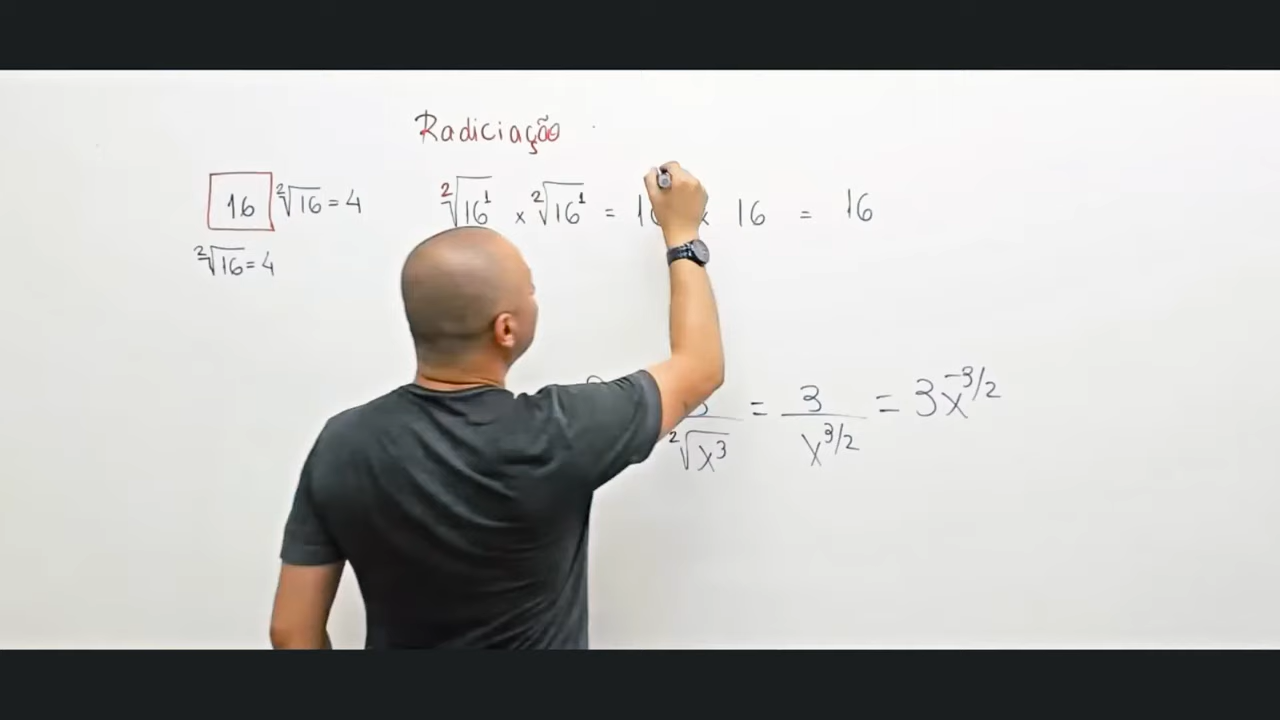 Radiciação
16 ²√16 = 4
²√16¹ x ²√16¹ = 16 x 16 = 16
²√16 = 4
3/²√x³ = 3/x^3/2 = 3x^-3/2